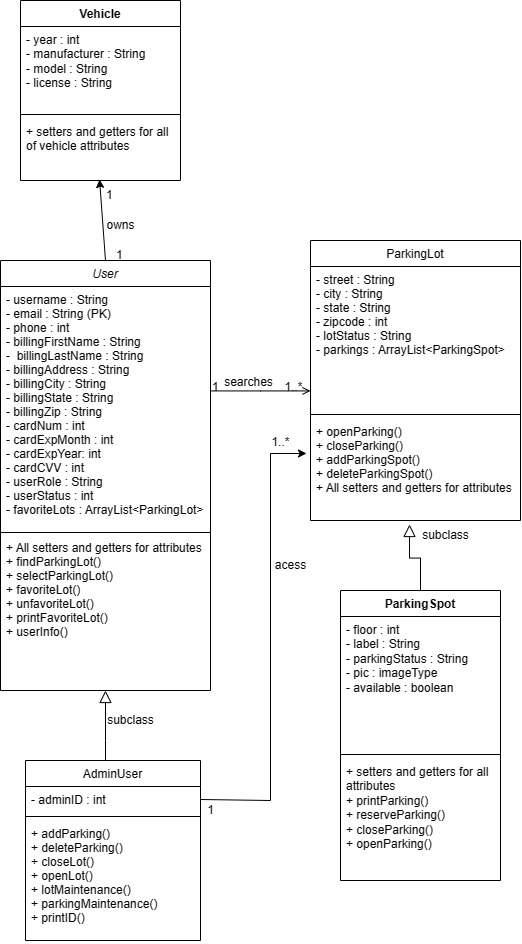 Vehicle
- year : int
- manufacturer : String
- model : String
- license : String
+ setters and getters for all
of vehicle attributes
1
owns
1
User
- username : String
- email : String (PK)
- phone : int
- billingFirstName : String
-  billingLastName : String
- billingAddress : String
- billingCity : String
- billingState : String
- billingZip : String
- cardNum : int
- cardExpMonth : int
- cardExpYear: int
- cardCVV : int
- userRole : String
- userStatus : int
- favoriteLots : ArrayList<ParkingLot>
+ All setters and getters for attributes
+ findParkingLot()
+ selectParkingLot()
+ favoriteLot()
+ unfavoriteLot()
+ printFavoriteLot()
+ userInfo()
1 searches 1..*
ParkingLot
- street : String
- city : String
- state : String
- zipcode : int
- lotStatus : String
- parkings : ArrayList<ParkingSpot>
+ openParking()
+ closeParking()
+ addParkingSpot()
+ deleteParkingSpot()
+ All setters and getters for attributes
1..*
acess
1
subclass
ParkingSpot
- floor : int
- label : String
- parkingStatus : String
- pic : imageType
- available : boolean
+ setters and getters for all
attributes
+ printParking()
+ reserveParking()
+ closeParking()
+ openParking()
subclass
AdminUser
- adminID : int
+ addParking()
+ deleteParking()
+ closeLot()
+ openLot()
+ lotMaintenance()
+ parkingMaintenance()
+ printID()